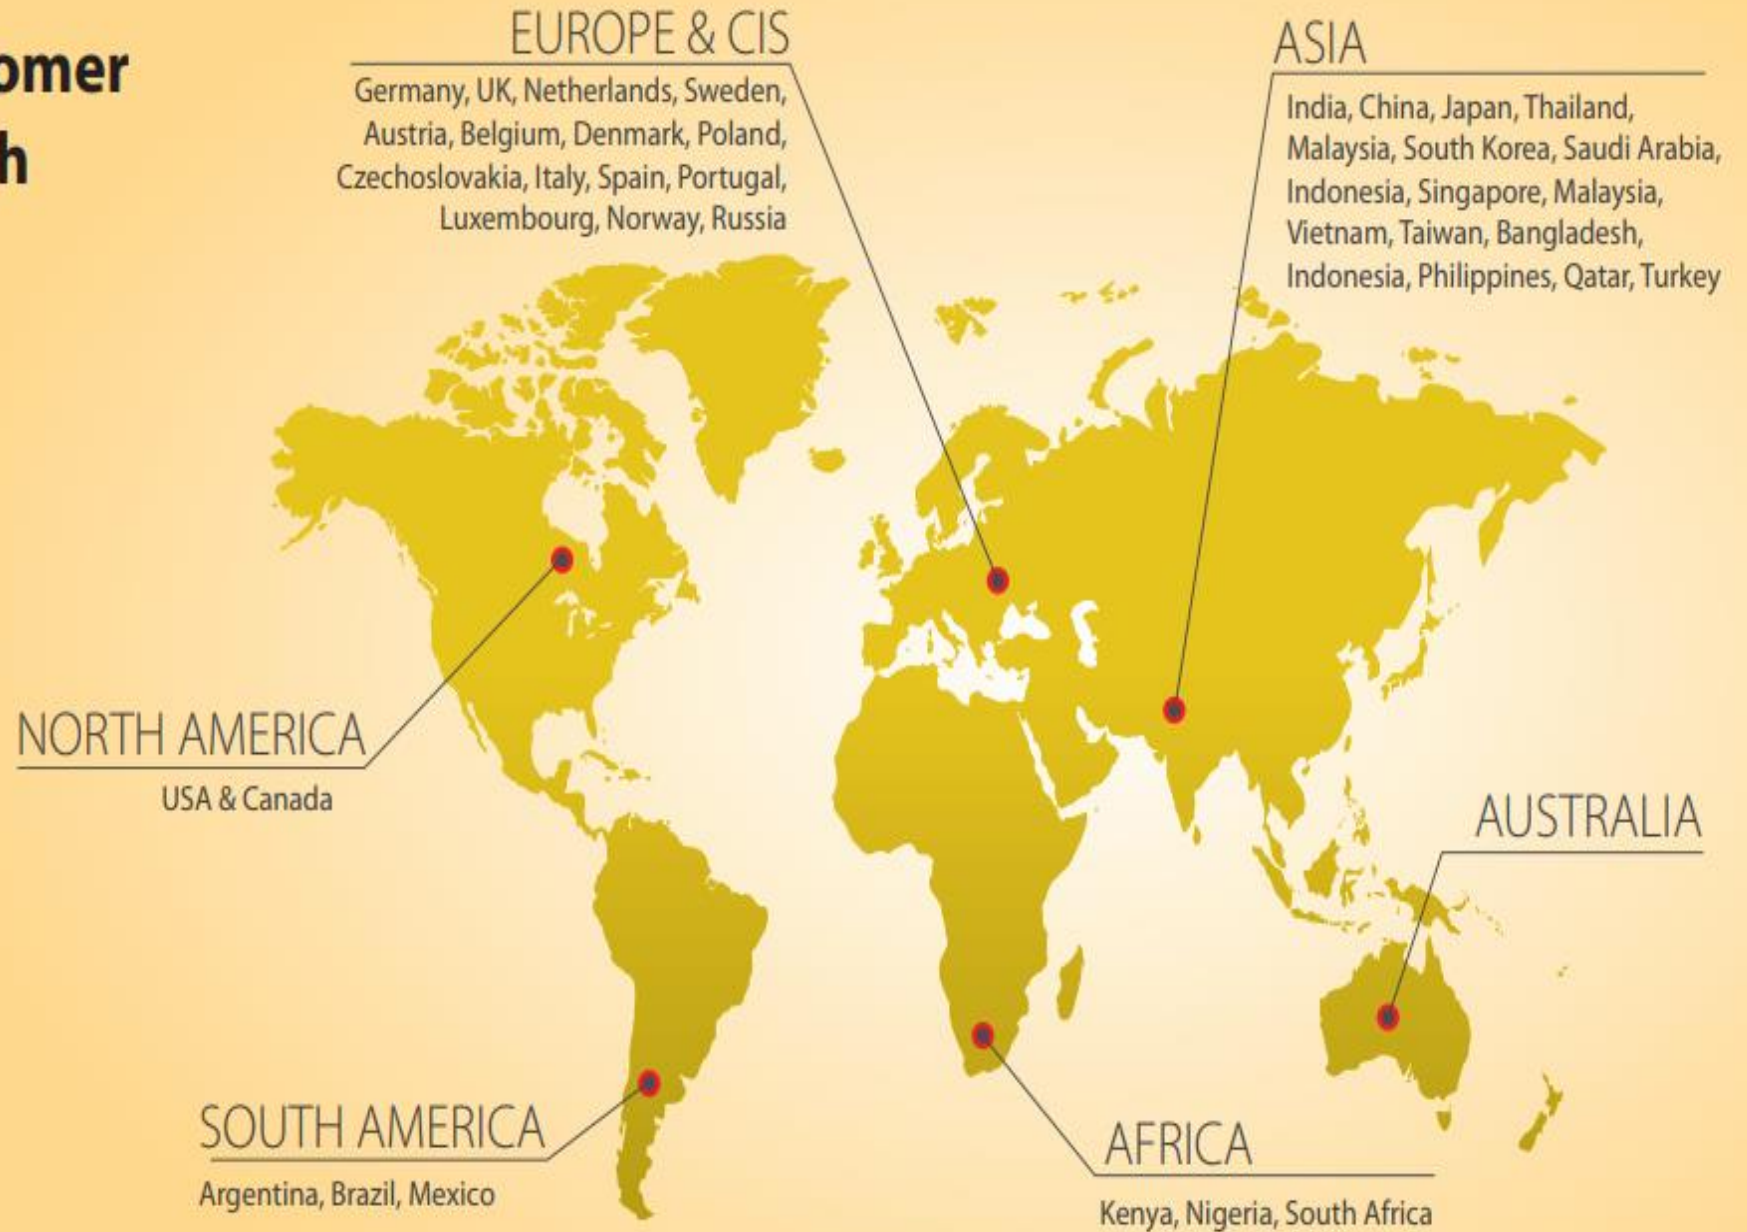 omer
h
EUROPE & CIS
Germany, UK, Netherlands, Sweden,
Austria, Belgium, Denmark, Poland,
Czechoslovakia, Italy, Spain, Portugal,
Luxembourg, Norway, Russia
ASIA
India, China, Japan, Thailand,
Malaysia, South Korea, Saudi Arabia,
Indonesia, Singapore, Malaysia,
Vietnam, Taiwan, Bangladesh,
Indonesia, Philippines, Qatar, Turkey
NORTH AMERICA
USA & Canada
AUSTRALIA
SOUTH AMERICA
Argentina, Brazil, Mexico
AFRICA
Kenya, Nigeria, South Africa